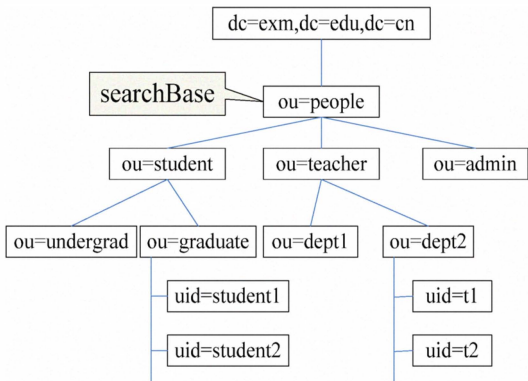 dc=exm,dc=edu,dc=cn
searchBase
ou=people
ou=student
ou=teacher
ou=admin
ou=undergrad
ou=graduate
ou=dept1
ou=dept2
uid=student1
uid=t1
uid=student2
uid=t2